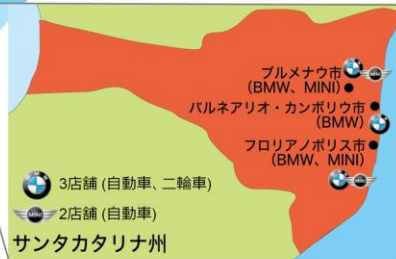 ブルメナウ市
(BMW、MINI)
バルネアリオ・カンボリウ市
(BMW)
フロリアノポリス市
(BMW、MINI)
3店舗 (自動車、二輪車)
MINI 2店舗 (自動車)
サンタカタリナ州